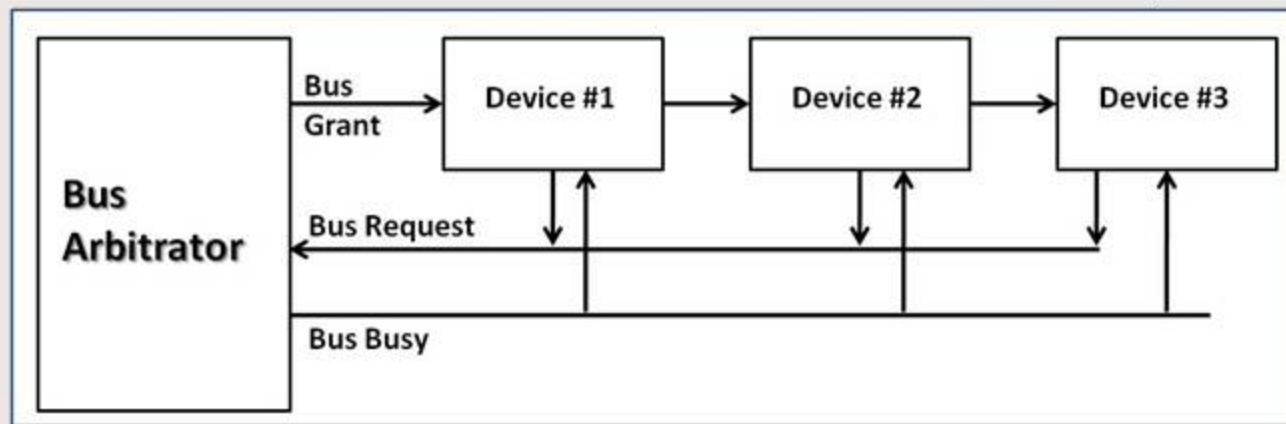 Bus
Grant
Device #1
Device #2
Device #3
Bus
Arbitrator
Bus Request
Bus Busy